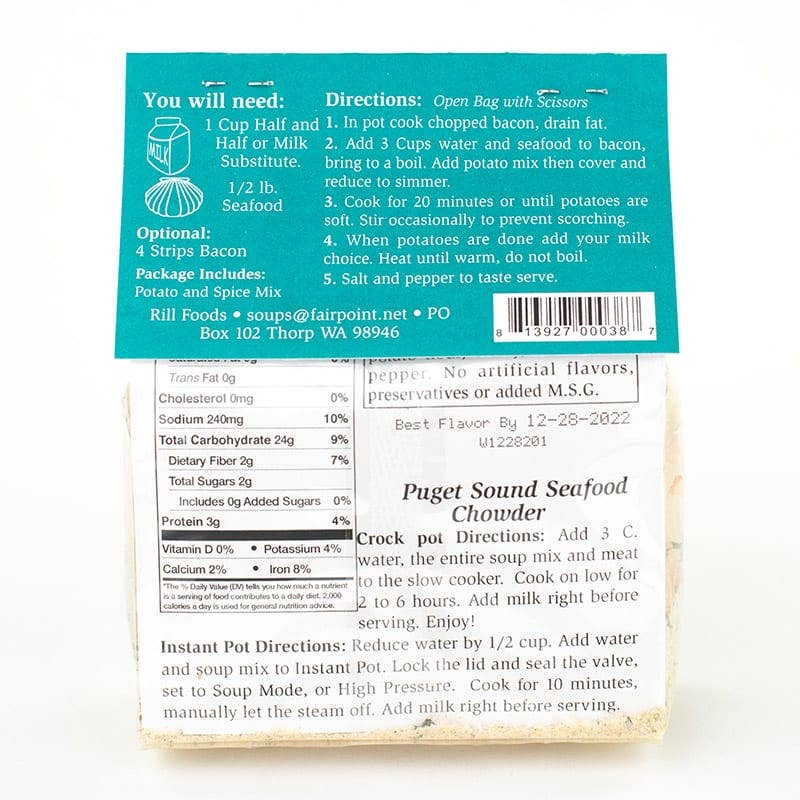 You will need:
MILK
1 Cup Half and
Half or Milk
Substitute.
1/2 lb.
Seafood
Optional:
4 Strips Bacon
Package Includes:
Potato and Spice Mix
Directions: Open Bag with Scissors
1. In pot cook chopped bacon, drain fat.
2. Add 3 Cups water and seafood to bacon,
bring to a boil. Add potato mix then cover and
reduce to simmer.
3. Cook for 20 minutes or until potatoes are
soft. Stir occasionally to prevent scorching.
4. When potatoes are done add your milk
choice. Heat until warm, do not boil.
5. Salt and pepper to taste serve.
Rill Foods • soups@fairpoint.net • PO
Box 102 Thorp WA 98946
8 13927 00038 7
Trans Fat 0g
Cholesterol 0mg 0%
Sodium 240mg 10%
Total Carbohydrate 24g 9%
Dietary Fiber 2g 7%
Total Sugars 2g
Includes 0g Added Sugars 0%
Protein 3g 4%
Vitamin D 0% • Potassium 4%
Calcium 2% • Iron 8%
*The % Daily Value (DV) tells you how much a nutrient
is a serving of food contributes to a daily diet. 2,000
calories a day is used for general nutrition advice.
pepper. No artificial flavors,
preservatives or added M.S.G.
Best Flavor By 12-28-2022
W1228201
Puget Sound Seafood
Chowder
Crock pot Directions: Add 3 C.
water, the entire soup mix and meat
to the slow cooker. Cook on low for
2 to 6 hours. Add milk right before
serving. Enjoy!
Instant Pot Directions: Reduce water by 1/2 cup. Add water
and soup mix to Instant Pot. Lock the lid and seal the valve,
set to Soup Mode, or High Pressure. Cook for 10 minutes,
manually let the steam off. Add milk right before serving.